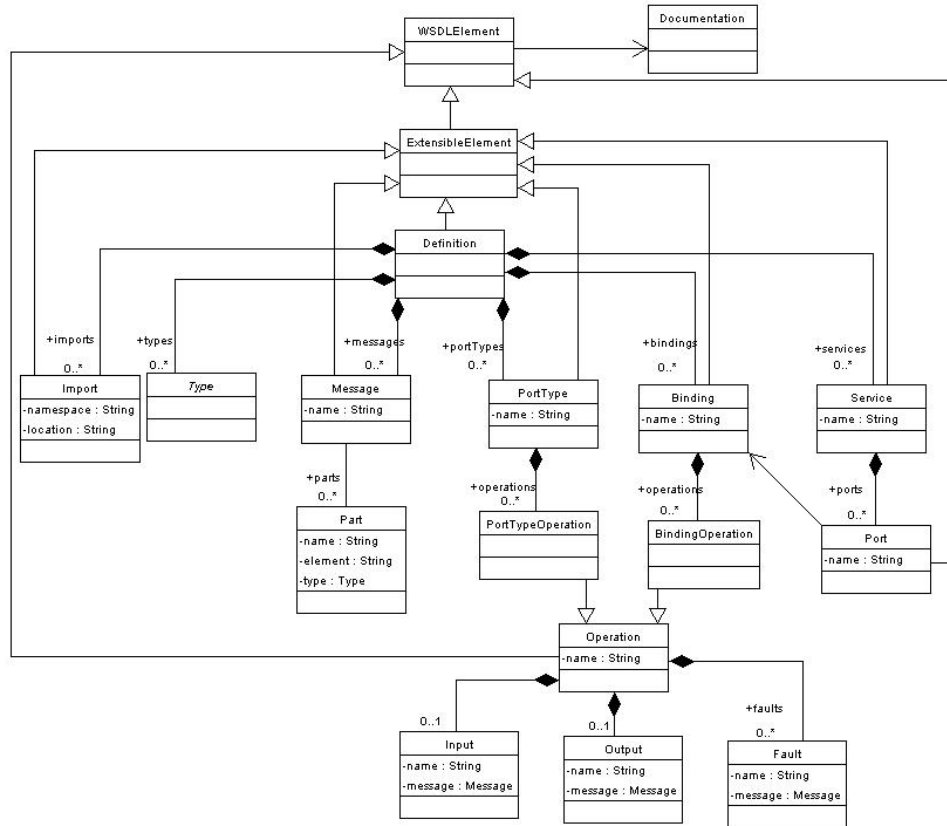 WSDLElement
Documentation
ExtensibleElement
Definition
+imports
0..*
+types
0..*
+messages
0..*
+portTypes
0..*
+bindings
0..*
+services
0..*
Import
-namespace : String
-location : String
Type
Message
-name : String
PortType
-name : String
Binding
-name : String
Service
-name : String
+parts
0..*
+operations
0..*
+operations
0..*
+ports
0..*
Part
-name : String
-element : String
-type : Type
PortTypeOperation
BindingOperation
Port
-name : String
Operation
-name : String
0..1
0..1
+faults
0..*
Input
-name : String
-message : Message
Output
-name : String
-message : Message
Fault
-name : String
-message : Message